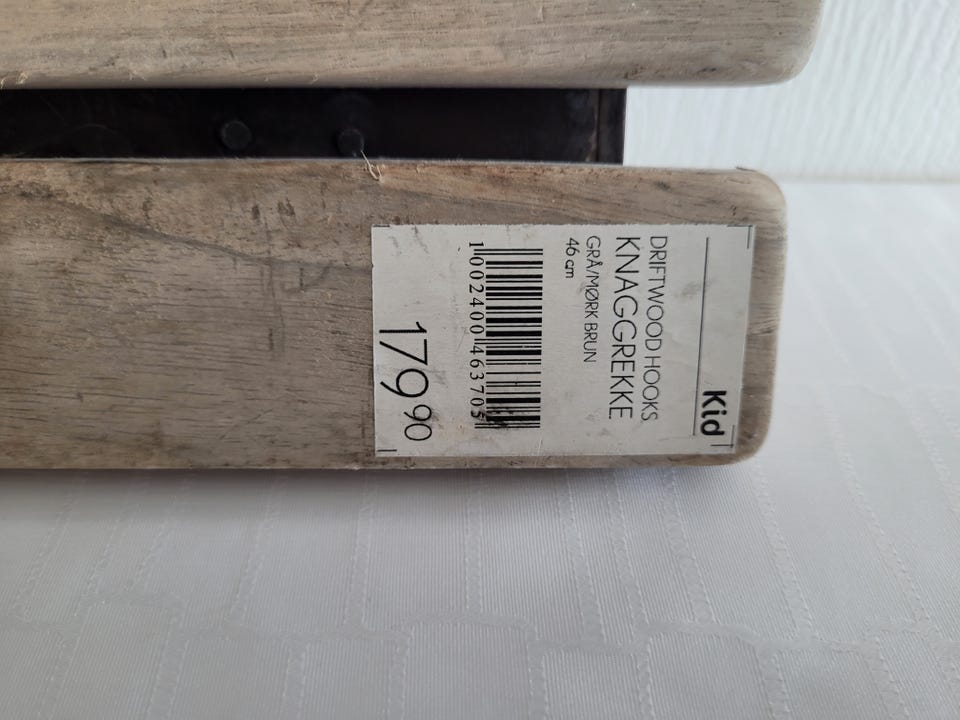 Kid
DRIFTWOOD HOOKS
KNAGGREKKE
GRÅ/MØRK BRUN
46 cm
1002400463705
179 90